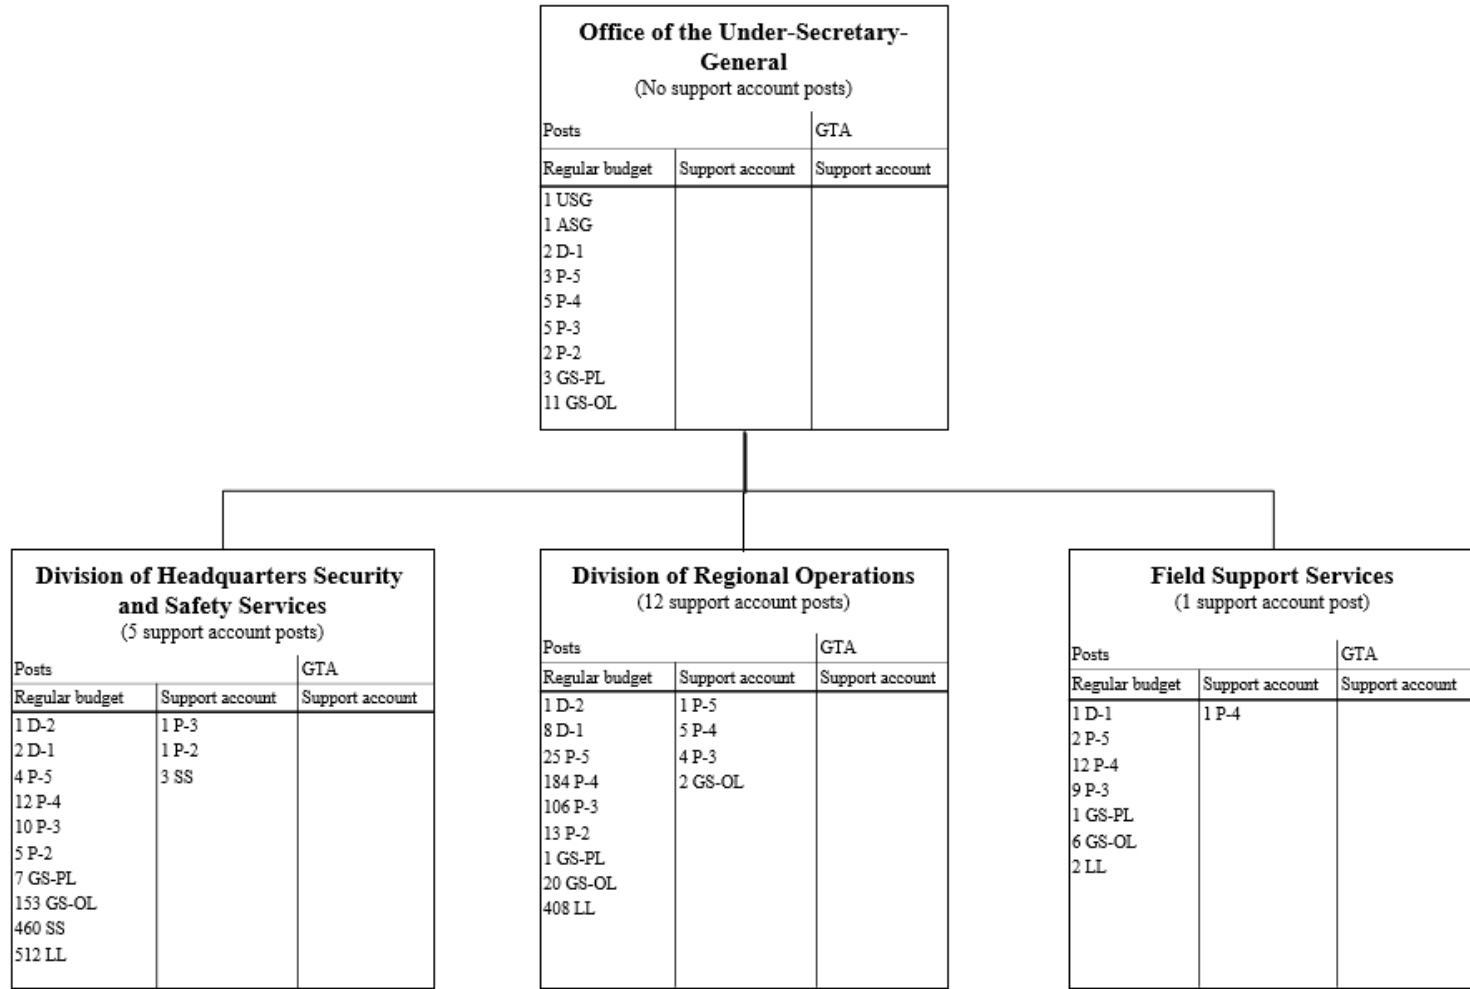 Office of the Under-Secretary-
General
(No support account posts)
Posts GTA
Regular budget Support account Support account
1 USG
1 ASG
2 D-1
3 P-5
5 P-4
5 P-3
2 P-2
3 GS-PL
11 GS-OL
Division of Headquarters Security
and Safety Services
(5 support account posts)
Posts GTA
Regular budget Support account Support account
1 D-2 1 P-3
2 D-1 1 P-2
4 P-5 3 SS
12 P-4
10 P-3
5 P-2
7 GS-PL
153 GS-OL
460 SS
512 LL
Division of Regional Operations
(12 support account posts)
Posts GTA
Regular budget Support account Support account
1 D-2 1 P-5
8 D-1 5 P-4
25 P-5 4 P-3
184 P-4 2 GS-OL
106 P-3
13 P-2
1 GS-PL
20 GS-OL
408 LL
Field Support Services
(1 support account post)
Posts GTA
Regular budget Support account Support account
1 D-1 1 P-4
2 P-5
12 P-4
9 P-3
1 GS-PL
6 GS-OL
2 LL